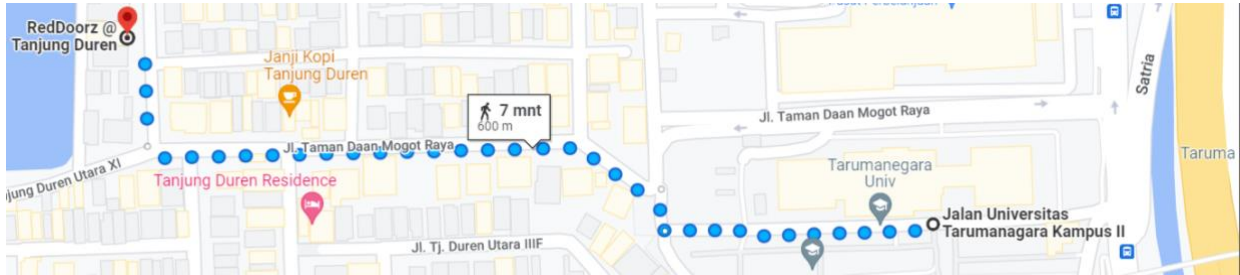 RedDoorz @
Tanjung Duren
Janji Kopi
Tanjung Duren
7 mnt
600 m
Satria
Jl. Taman Daan Mogot Raya
Jl. Taman Daan Mogot Raya
Taruma
Tarumanegara
Univ
Tanjung Duren Residence
jung Duren Utara XI
Jalan Universitas
Tarumanagara Kampus II
Jl. Tj. Duren Utara IIIF